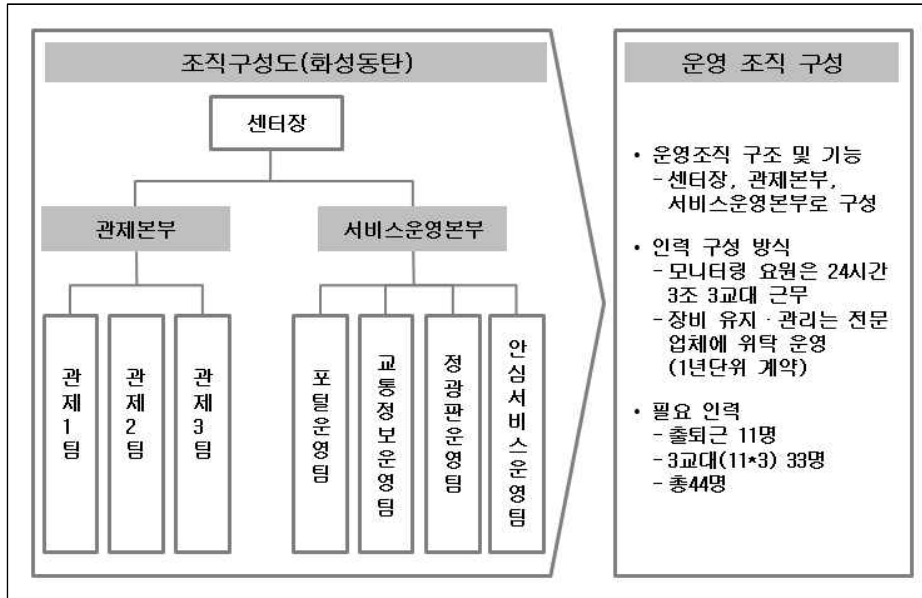 조직구성도(화성동탄)
센터장
관제본부
서비스운영본부
관제1팀
관제2팀
관제3팀
포털운영팀
교통정보운영팀
정광판운영팀
안심서비스운영팀
운영 조직 구성
• 운영조직 구조 및 기능
- 센터장, 관제본부,
서비스운영본부로 구성
• 인력 구성 방식
- 모니터링 요원은 24시간
3조 3교대 근무
- 장비 유지 · 관리는 전문
업체에 위탁 운영
(1년단위 계약)
• 필요 인력
- 출퇴근 11명
- 3교대(11*3) 33명
- 총44명